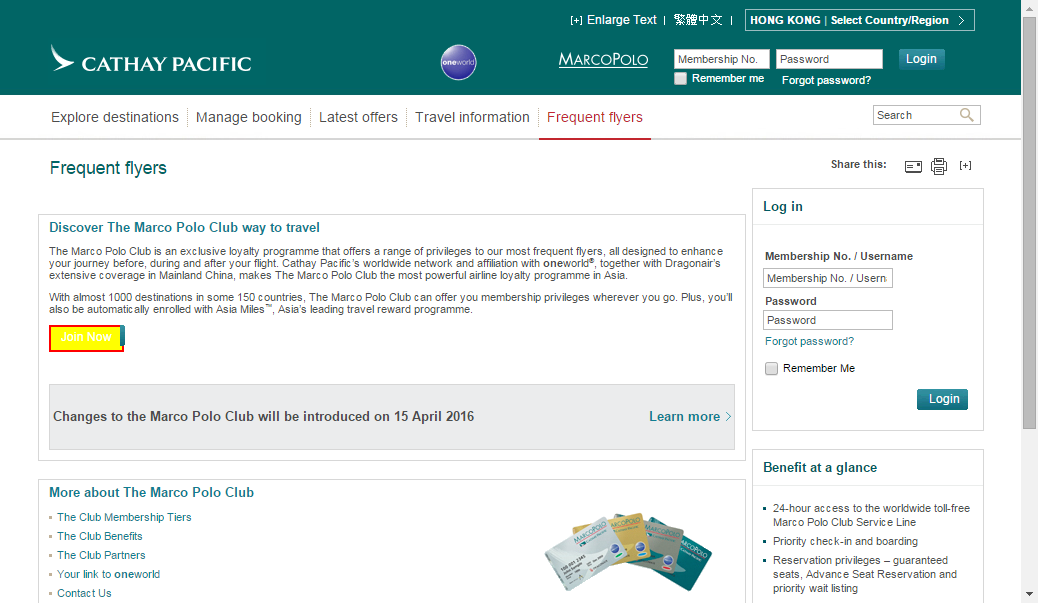 [+] Enlarge Text | 繁體中文 | HONG KONG | Select Country/Region
CATHAY PACIFIC
oneworld
MARCOPOLO
Membership No. Password Login
Remember me Forgot password?
Explore destinations Manage booking Latest offers Travel information Frequent flyers Search
Frequent flyers
Share this: [+]
Discover The Marco Polo Club way to travel
The Marco Polo Club is an exclusive loyalty programme that offers a range of privileges to our most frequent flyers, all designed to enhance
your journey before, during and after your flight. Cathay Pacific's worldwide network and affiliation with oneworld®, together with Dragonair's
extensive coverage in Mainland China, makes The Marco Polo Club the most powerful airline loyalty programme in Asia.
With almost 1000 destinations in some 150 countries, The Marco Polo Club can offer you membership privileges wherever you go. Plus, you'll
also be automatically enrolled with Asia Miles™, Asia's leading travel reward programme.
Join Now
Changes to the Marco Polo Club will be introduced on 15 April 2016 Learn more
More about The Marco Polo Club
The Club Membership Tiers
The Club Benefits
The Club Partners
Your link to oneworld
Contact Us
MARCOPOLO
MARCOPOLO
MARCOPOLO
MARCOPOLO
Log in
Membership No. / Username
Membership No. / Usern
Password
Password
Forgot password?
Remember Me
Login
Benefit at a glance
24-hour access to the worldwide toll-free
Marco Polo Club Service Line
Priority check-in and boarding
Reservation privileges – guaranteed
seats, Advance Seat Reservation and
priority wait listing